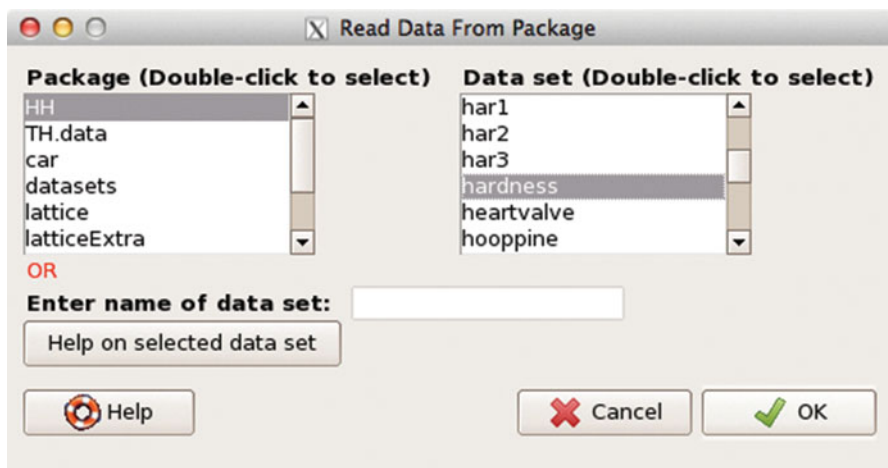 Read Data From Package
Package (Double-click to select)
HH
TH.data
car
datasets
lattice
latticeExtra
Data set (Double-click to select)
har1
har2
har3
hardness
heartvalve
hooppine
OR
Enter name of data set:
Help on selected data set
Help
Cancel
OK